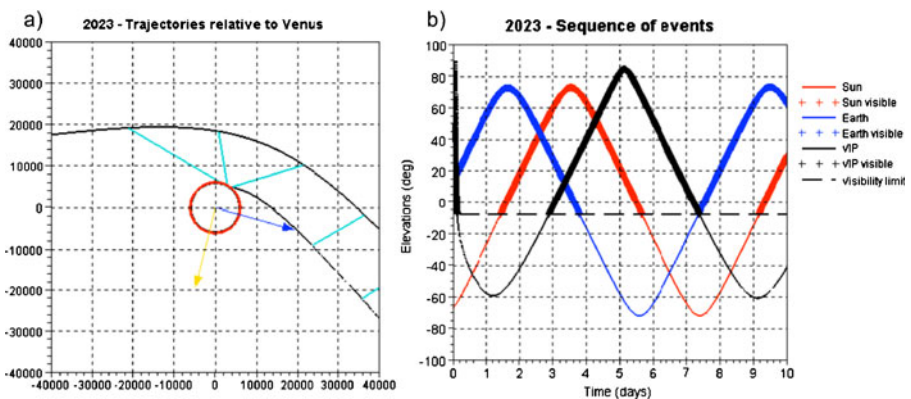 a)
2023 - Trajectories relative to Venus
40000
30000
20000
10000
0
-10000
-20000
-30000
-40000
-40000 -30000 -20000 -10000 0 10000 20000 30000 40000
b)
2023 - Sequence of events
Elevations (deg)
90
80
60
40
20
0
-20
-40
-60
-80
-100
0 1 2 3 4 5 6 7 8 9 10
Time (days)
Sun
Sun visible
Earth
Earth visible
VIP
VIP visible
Visibility limit